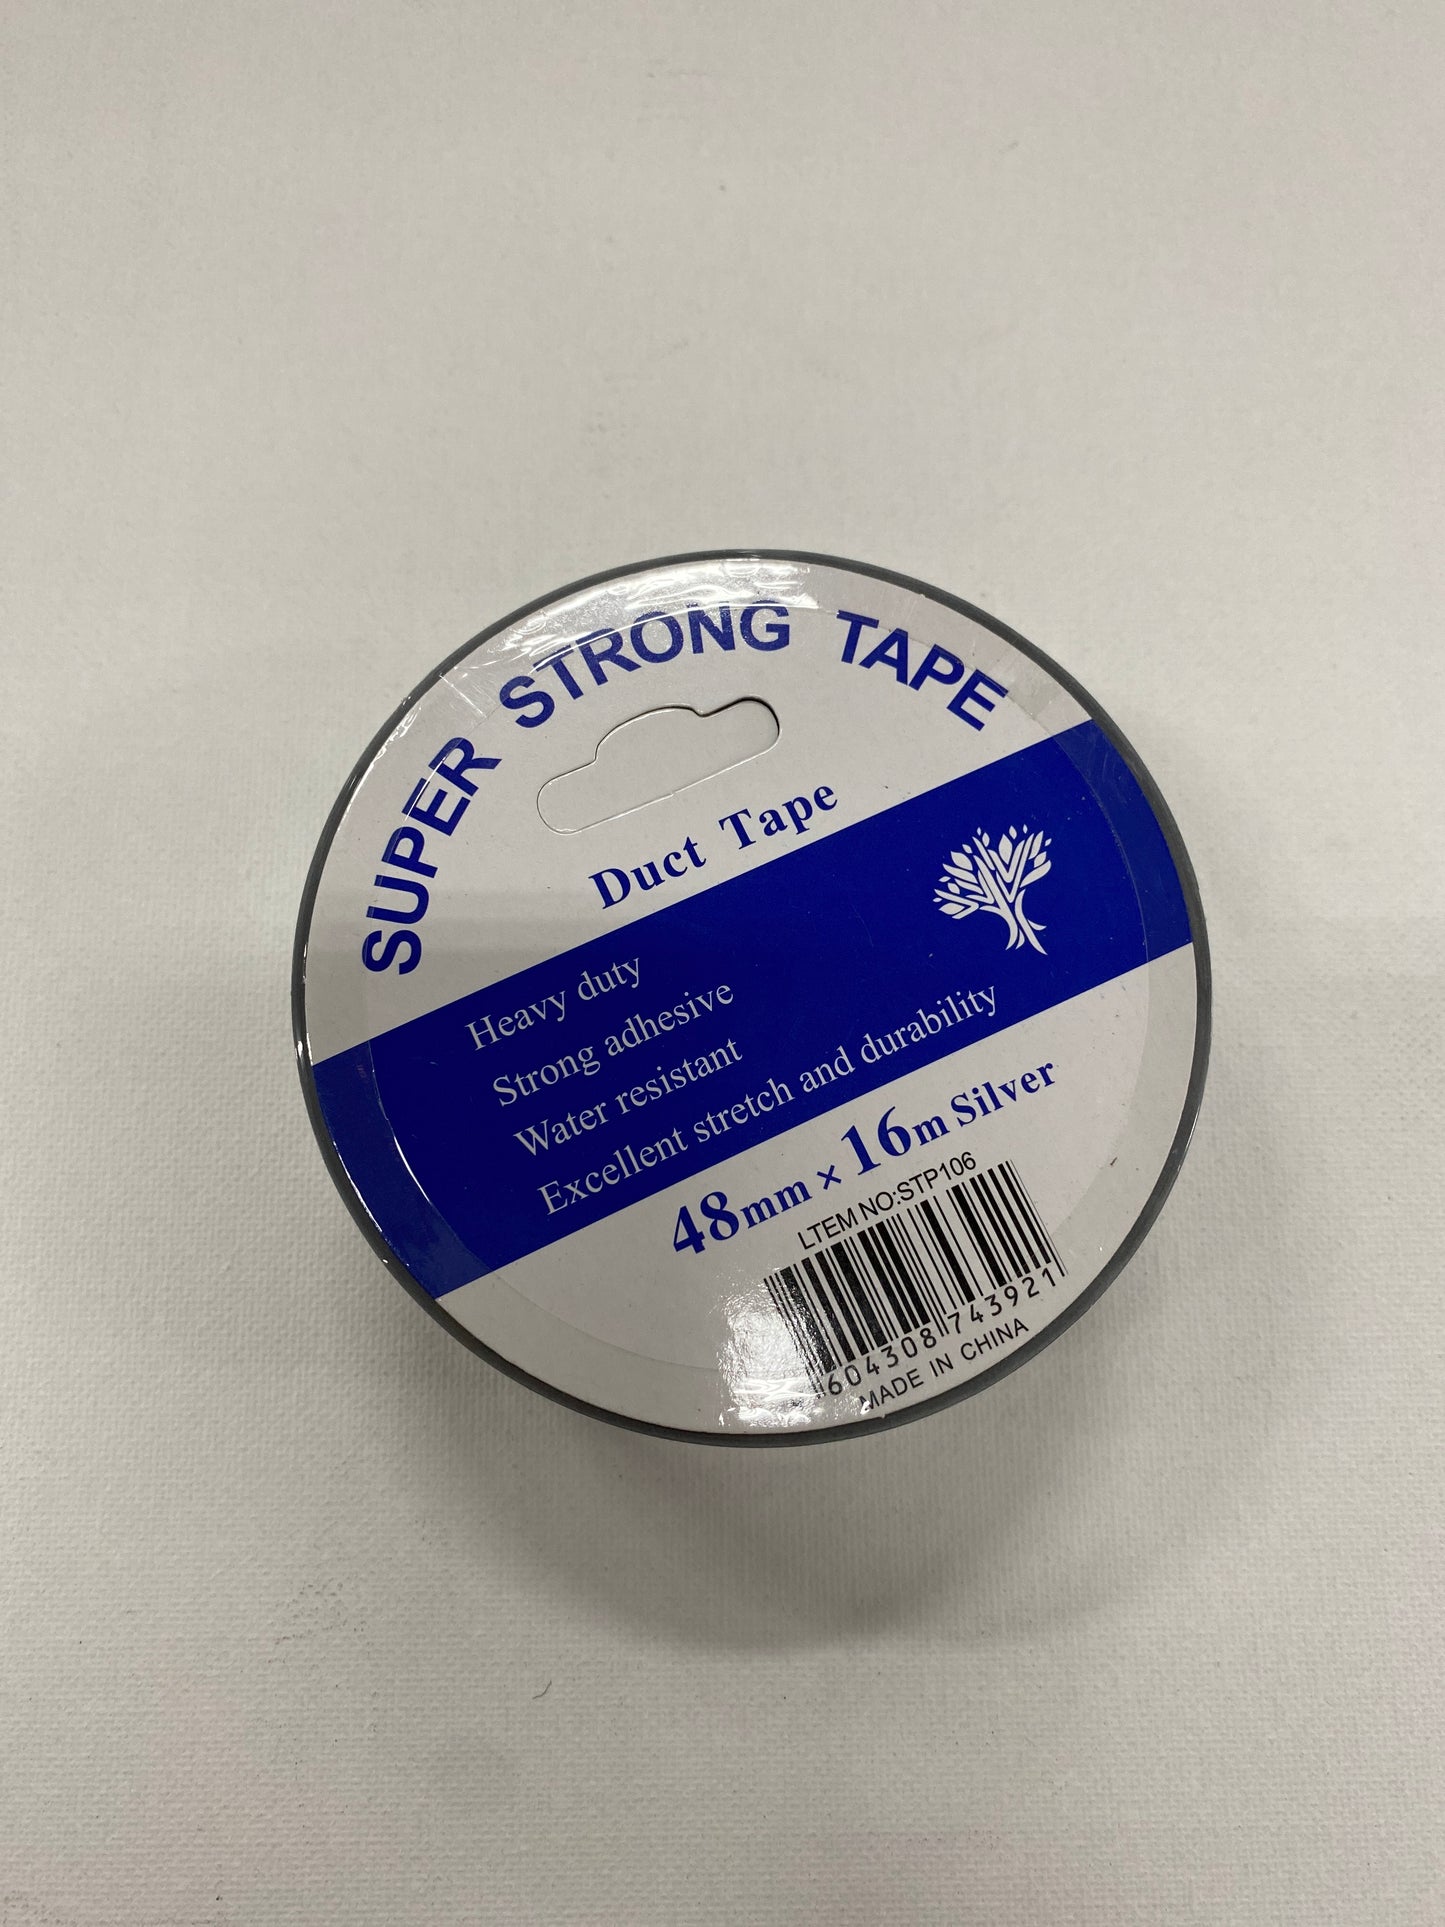 SUPER STRONG TAPE
Duct Tape
Heavy duty
Strong adhesive
Water resistant
Excellent stretch and durability
48mm × 16m Silver
LTEM NO:STP106
604308 743921
MADE IN CHINA